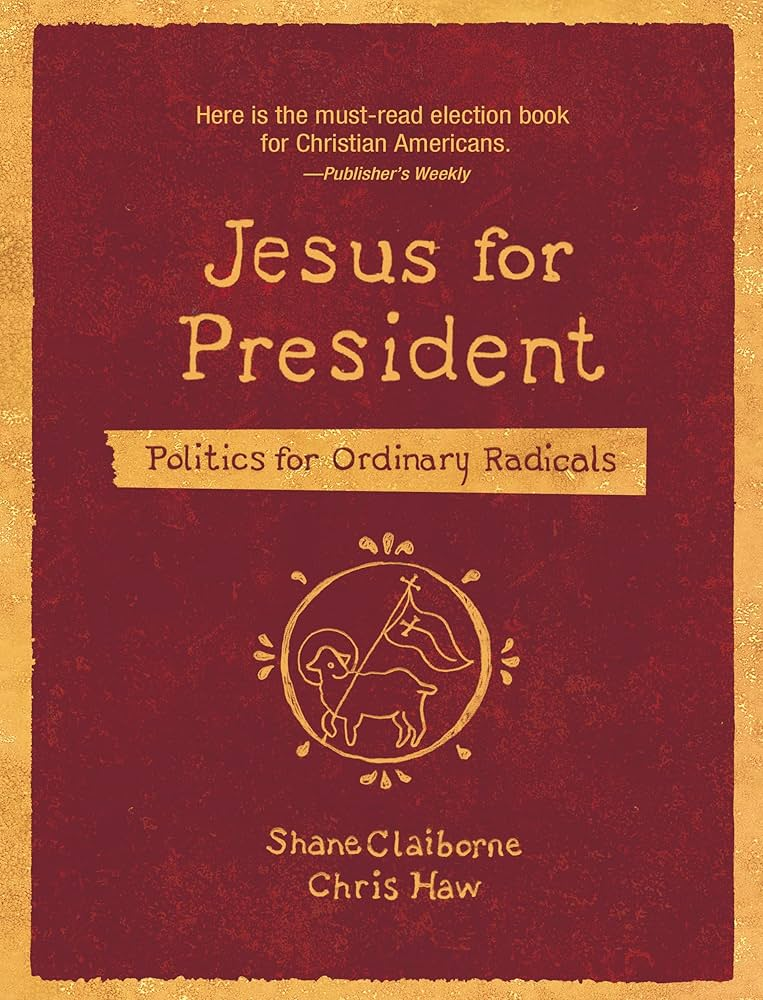 Here is the must-read election book
for Christian Americans.
—Publisher's Weekly
Jesus for
President
Politics for Ordinary Radicals
Shane Claiborne
Chris Haw